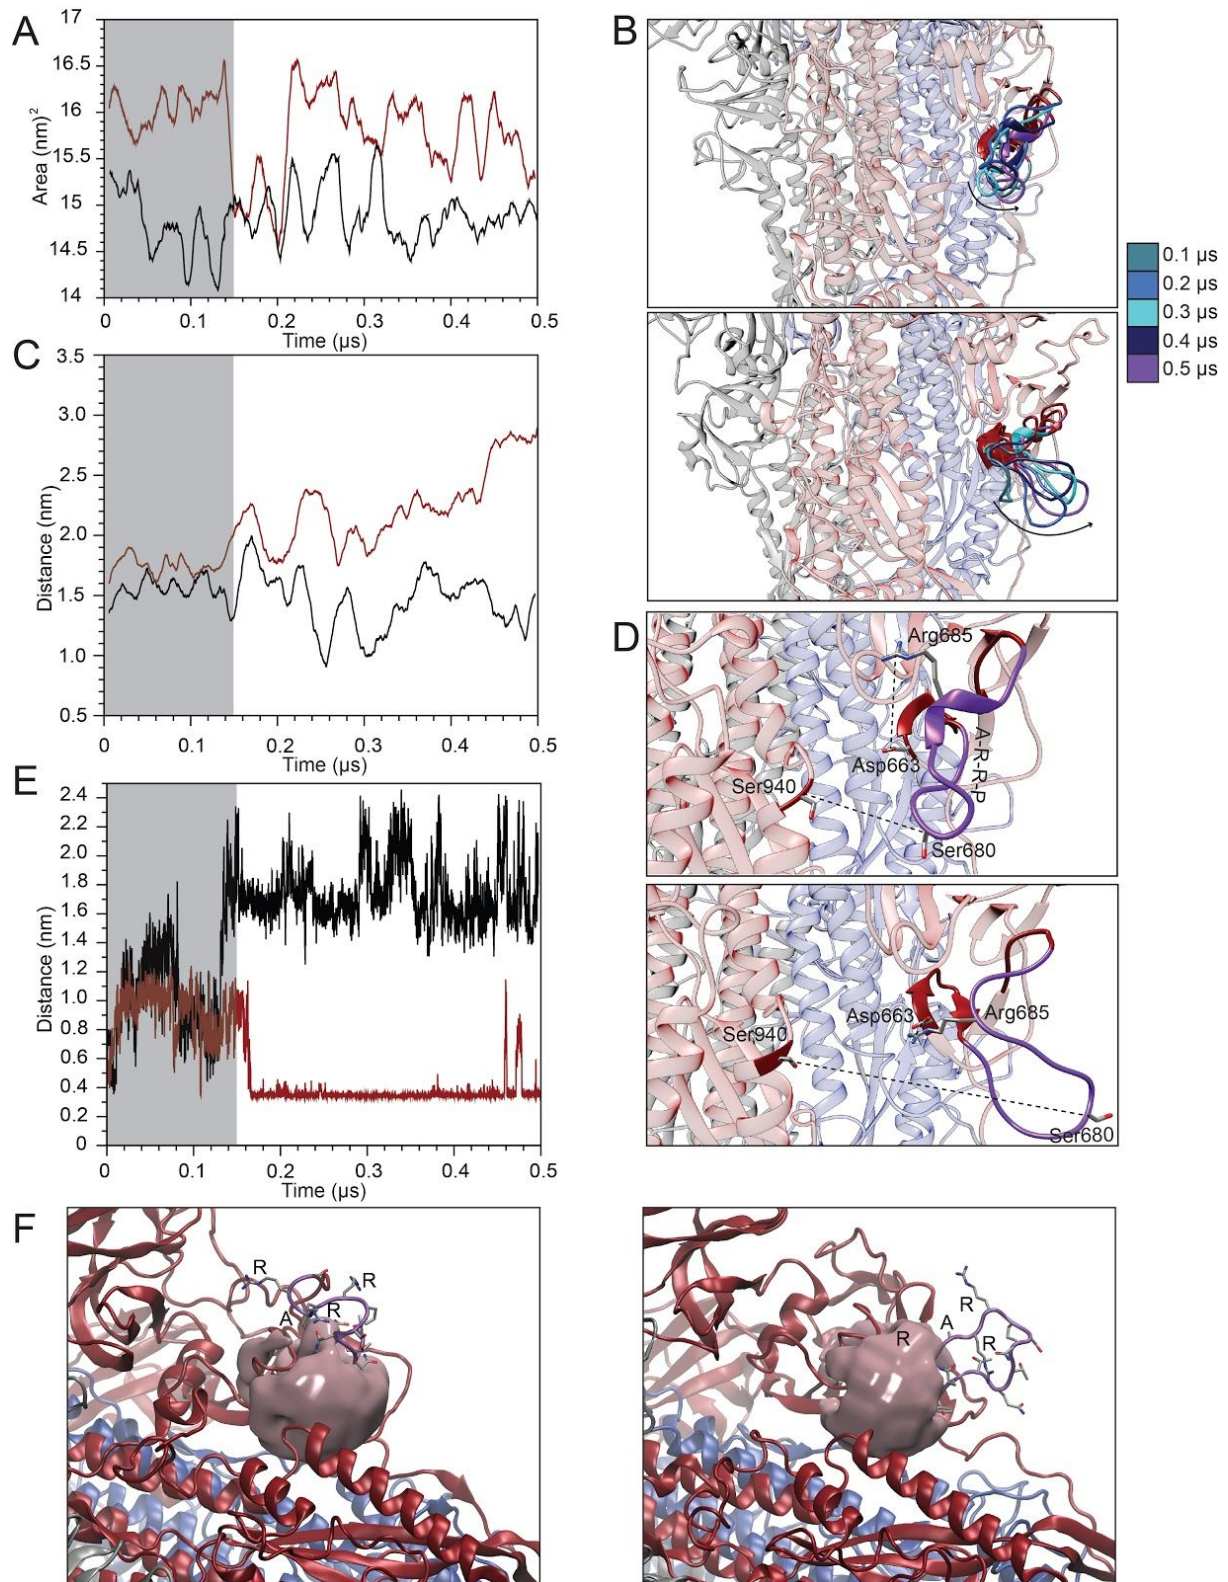 A
17
16.5
16
15.5
15
14.5
14
Area (nm)²
0
0.1
0.2
0.3
0.4
0.5
Time (µs)
B
0.1 µs
0.2 µs
0.3 µs
0.4 µs
0.5 µs
C
3.5
3.0
2.5
2.0
1.5
1.0
0.5
Distance (nm)
0
0.1
0.2
0.3
0.4
0.5
Time (µs)
D
Arg685
Asp663
A-R-R-P
Ser940
Ser680
Asp663
Arg685
Ser940
Ser680
E
2.4
2.2
2.0
1.8
1.6
1.4
1.2
1.0
0.8
0.6
0.4
0.2
0
Distance (nm)
0
0.1
0.2
0.3
0.4
0.5
Time (µs)
F
R
R
A
R
R
A
R
R